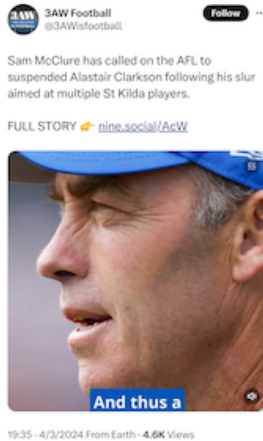 3AW Football
@3AWisfootball
Follow
Sam McClure has called on the AFL to
suspended Alastair Clarkson following his slur
aimed at multiple St Kilda players.
FULL STORY 👉 nine.social/AcW
And thus a
19:35 · 4/3/2024 From Earth · 4.6K Views